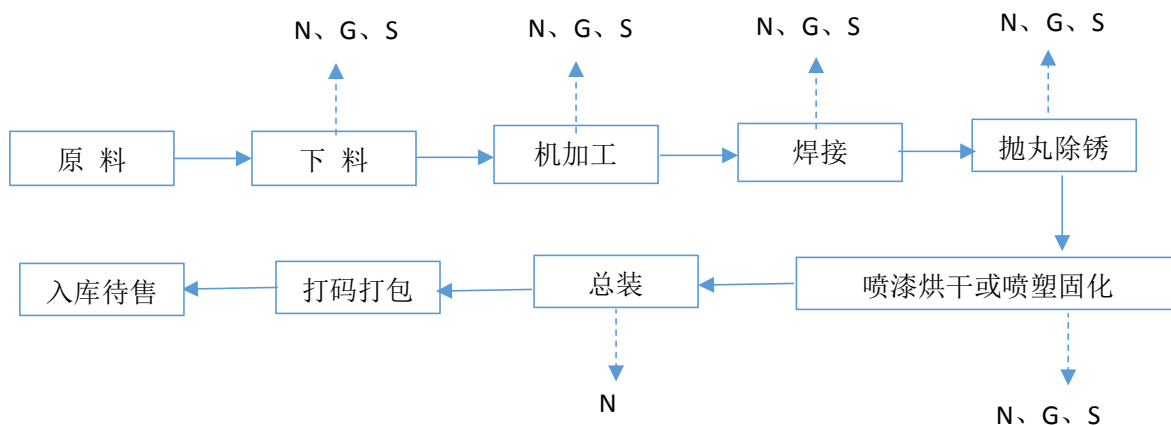 N、G、S
N、G、S
N、G、S
N、G、S
原 料
下 料
机加工
焊接
抛丸除锈
入库待售
打码打包
总装
喷漆烘干或喷塑固化
N
N、G、S